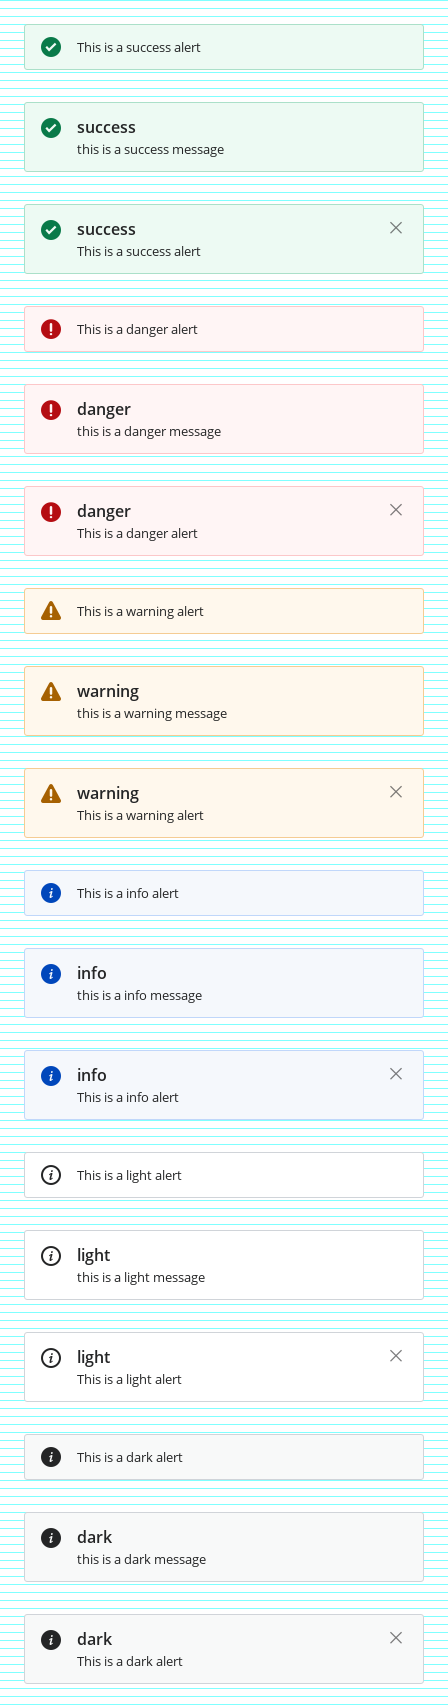 This is a success alert
success
this is a success message
success
This is a success alert
This is a danger alert
danger
this is a danger message
danger
This is a danger alert
This is a warning alert
warning
this is a warning message
warning
This is a warning alert
This is a info alert
info
this is a info message
info
This is a info alert
This is a light alert
light
this is a light message
light
This is a light alert
This is a dark alert
dark
this is a dark message
dark
This is a dark alert